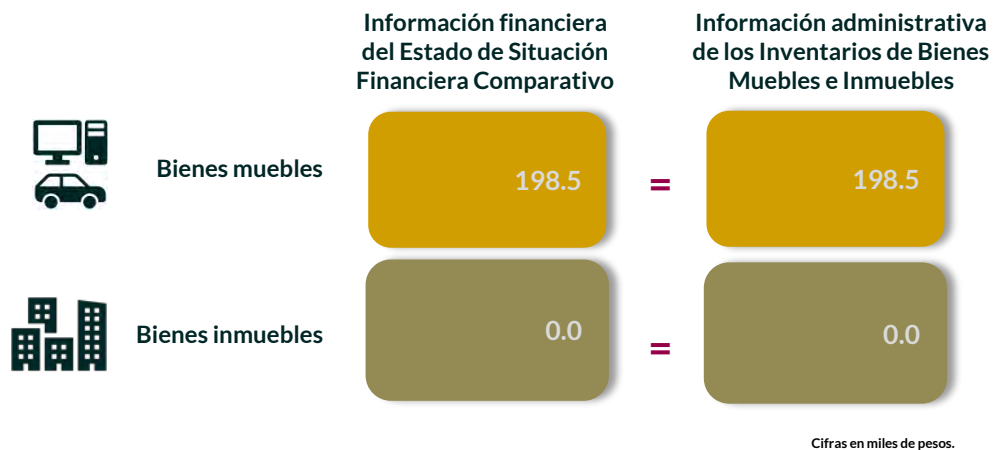 Información financiera
del Estado de Situación
Financiera Comparativo
Información administrativa
de los Inventarios de Bienes
Muebles e Inmuebles
Bienes muebles
198.5
=
198.5
Bienes inmuebles
0.0
=
0.0
Cifras en miles de pesos.